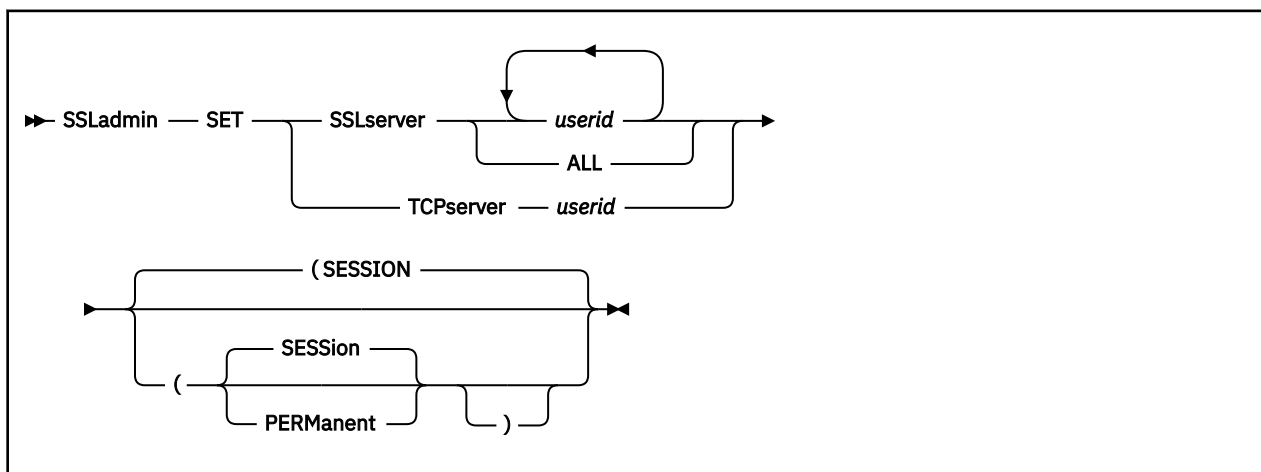 SSLadmin SET SSLserver userid
ALL
TCPserver userid
( SESSION
SESSion
(
PERManent
)